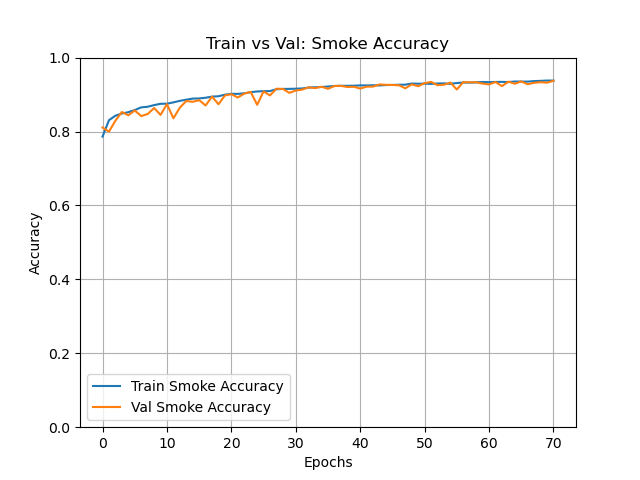 Train vs Val: Smoke Accuracy
1.0
0.8
0.6
0.4
0.2
0.0
Accuracy
Train Smoke Accuracy
Val Smoke Accuracy
0 10 20 30 40 50 60 70
Epochs